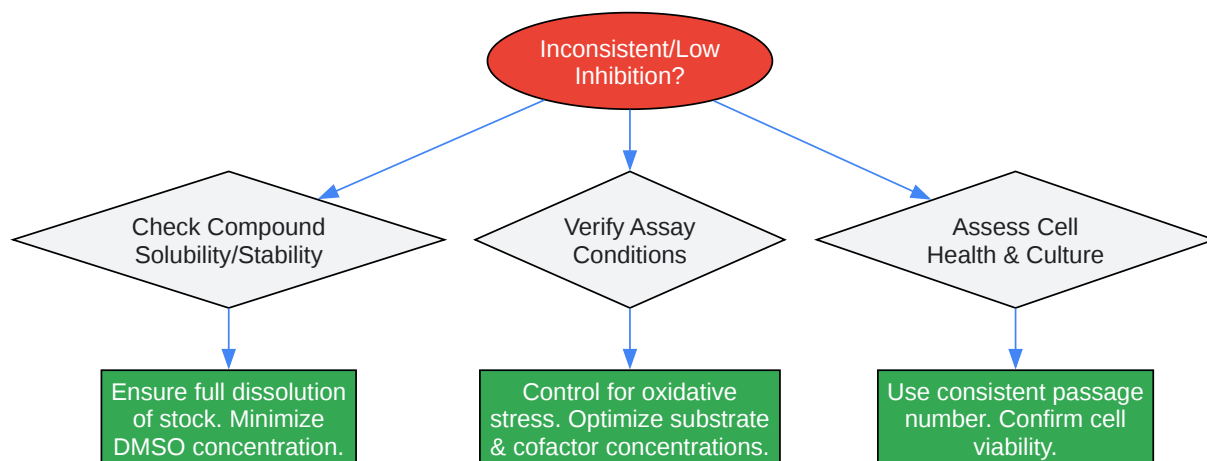 Inconsistent/Low
Inhibition?
Check Compound
Solubility/Stability
Verify Assay
Conditions
Assess Cell
Health & Culture
Ensure full dissolution
of stock. Minimize
DMSO concentration.
Control for oxidative
stress. Optimize substrate
& cofactor concentrations.
Use consistent passage
number. Confirm cell
viability.